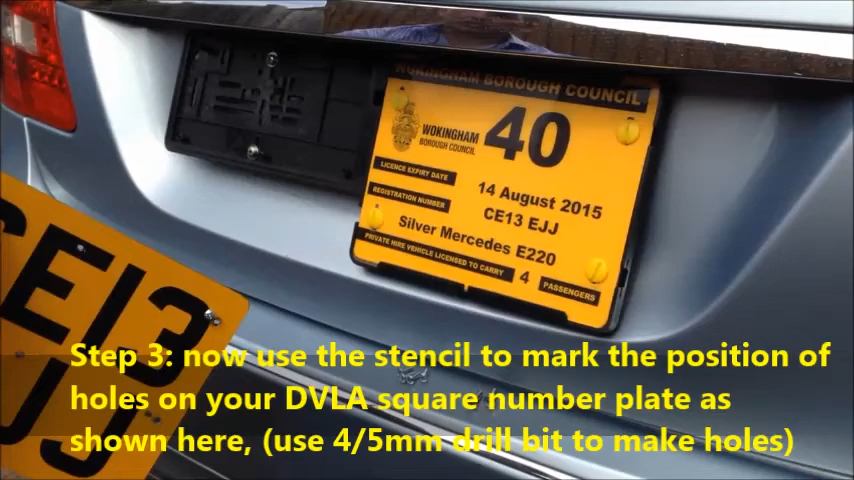 WOKINGHAM BOROUGH COUNCIL
WOKINGHAM
BOROUGH COUNCIL
40
LICENCE EXPIRY DATE
14 August 2015
REGISTRATION NUMBER
CE13 EJJ
Silver Mercedes E220
PRIVATE HIRE VEHICLE LICENSED TO CARRY 4 PASSENGERS
CE13
JJ
Step 3: now use the stencil to mark the position of
holes on your DVLA square number plate as
shown here, (use 4/5mm drill bit to make holes)